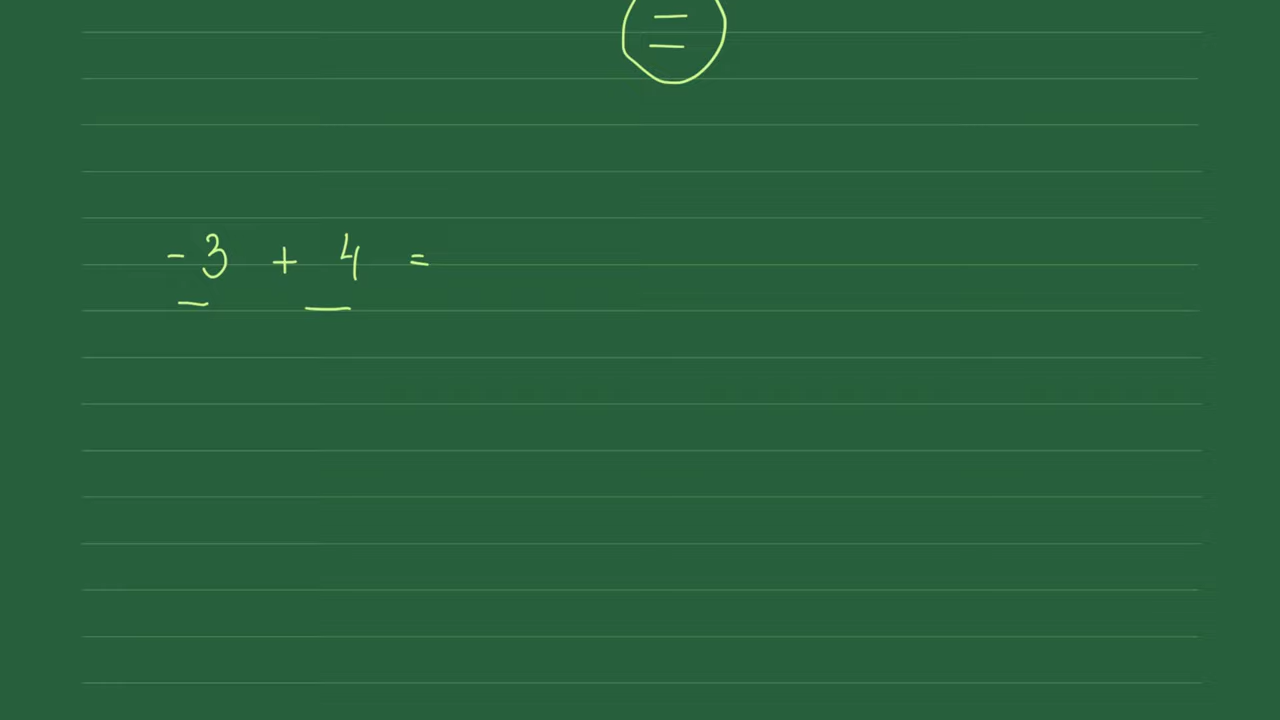 =
-3 + 4 =